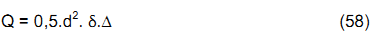 Q = 0,5.d². δ.Δ (58)